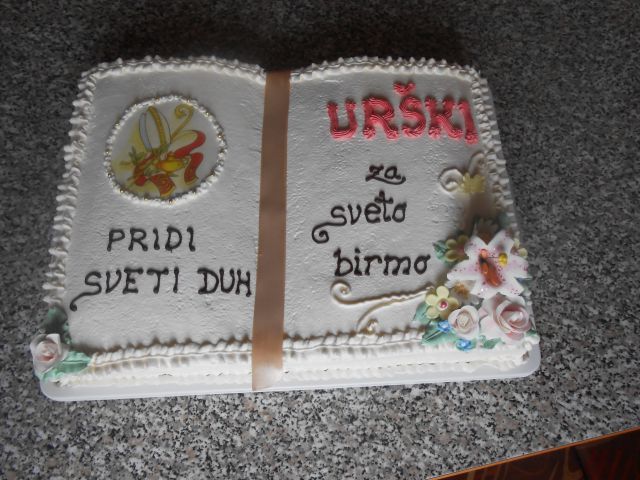 PRIDI
SVETI DUH
URŠKI
za
sveto
birmo